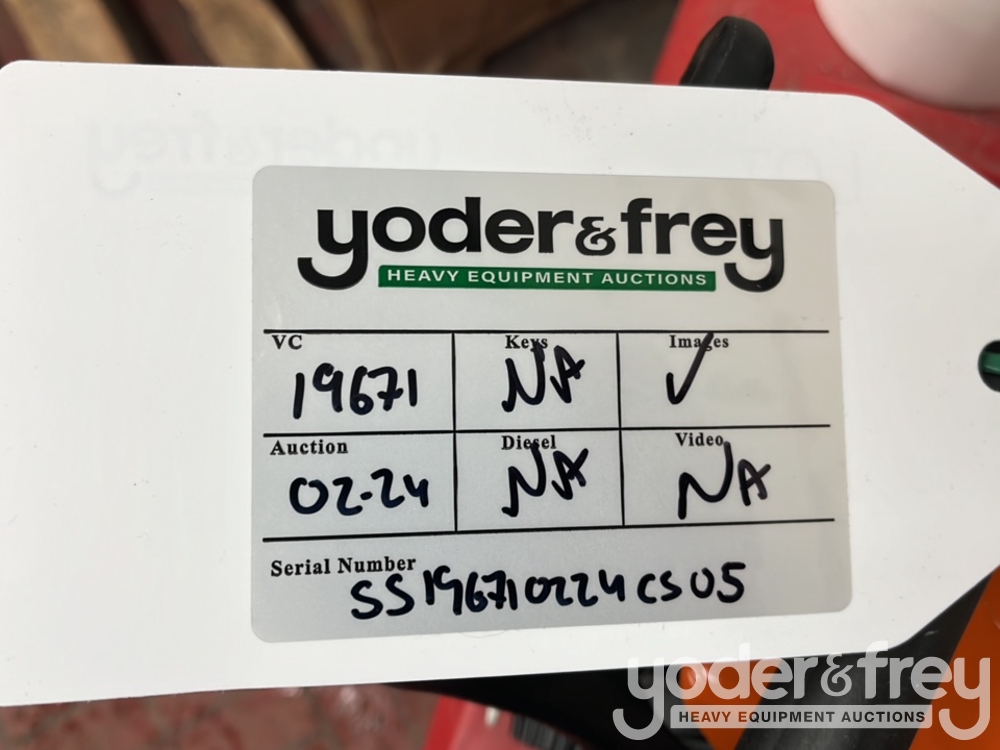 yoder&frey
HEAVY EQUIPMENT AUCTIONS
VC Keys Images
19671 NA ✓
Auction Diesel Video
02-24 NA NA
Serial Number
SS196710224CS05
yoder&frey
HEAVY EQUIPMENT AUCTIONS